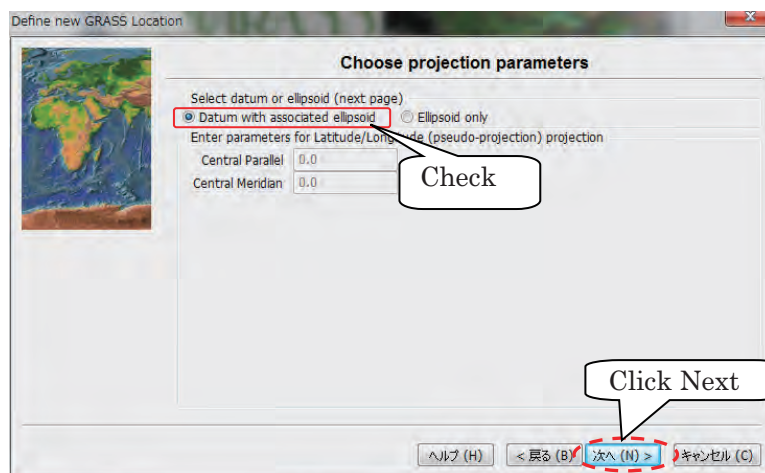 Define new GRASS Location
Choose projection parameters
Select datum or ellipsoid (next page)
Datum with associated ellipsoid Ellipsoid only
Enter parameters for Latitude/Longitude (pseudo-projection) projection
Central Parallel 0.0
Central Meridian 0.0
Check
Click Next
ヘルプ (H) < 戻る (B) 次へ (N) > キャンセル (C)